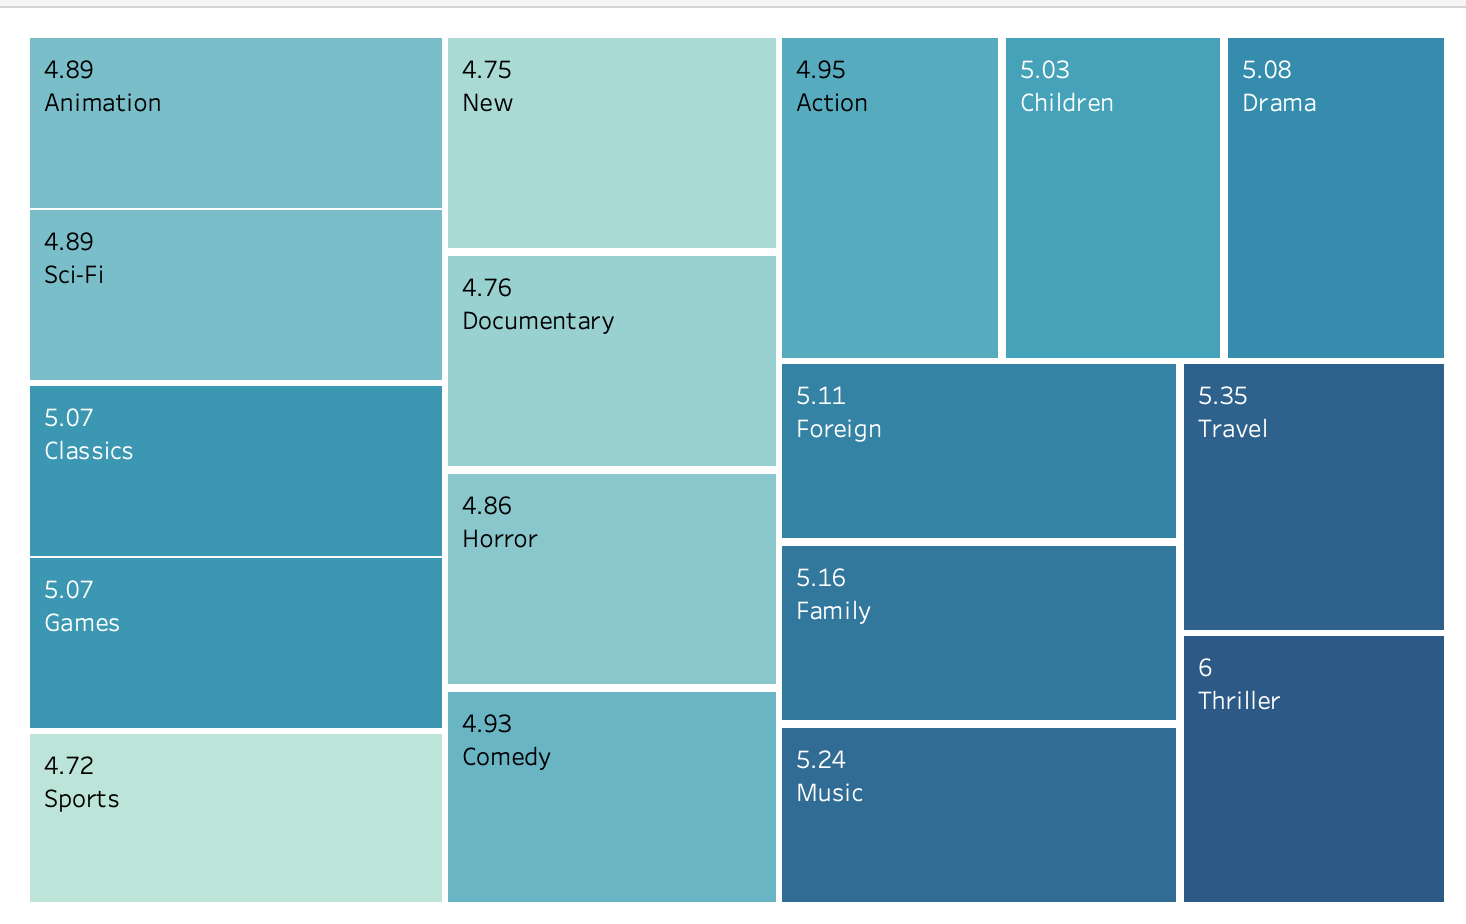 4.89
Animation
4.89
Sci-Fi
5.07
Classics
5.07
Games
4.72
Sports
4.75
New
4.76
Documentary
4.86
Horror
4.93
Comedy
4.95
Action
5.03
Children
5.08
Drama
5.11
Foreign
5.16
Family
5.24
Music
5.35
Travel
6
Thriller